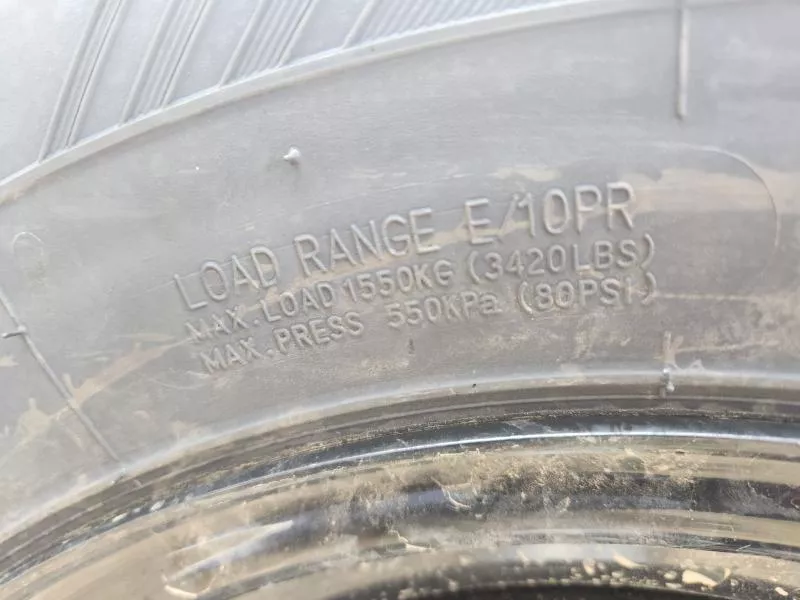 LOAD RANGE E/10PR
MAX.LOAD 1550KG (3420LBS)
MAX.PRESS 550KPa (80PSi)